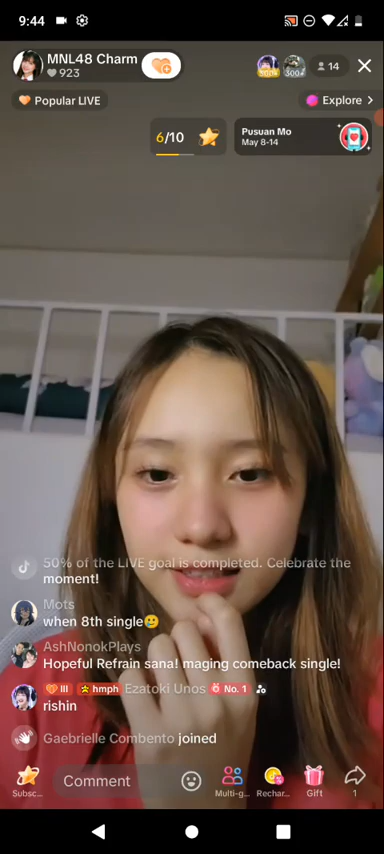 9:44
MNL48 Charm
923
300+
300+
14
Popular LIVE
Explore >
6/10
Pusuan Mo
May 8-14
50% of the LIVE goal is completed. Celebrate the
moment!
Mots
when 8th single🥲
AshNonokPlays
Hopeful Refrain sana! maging comeback single!
III hmph Ezatoki Unos No. 1
rishin
Gaebrielle Combento joined
Subsc...
Comment
Multi-g...
Rechar...
Gift
1